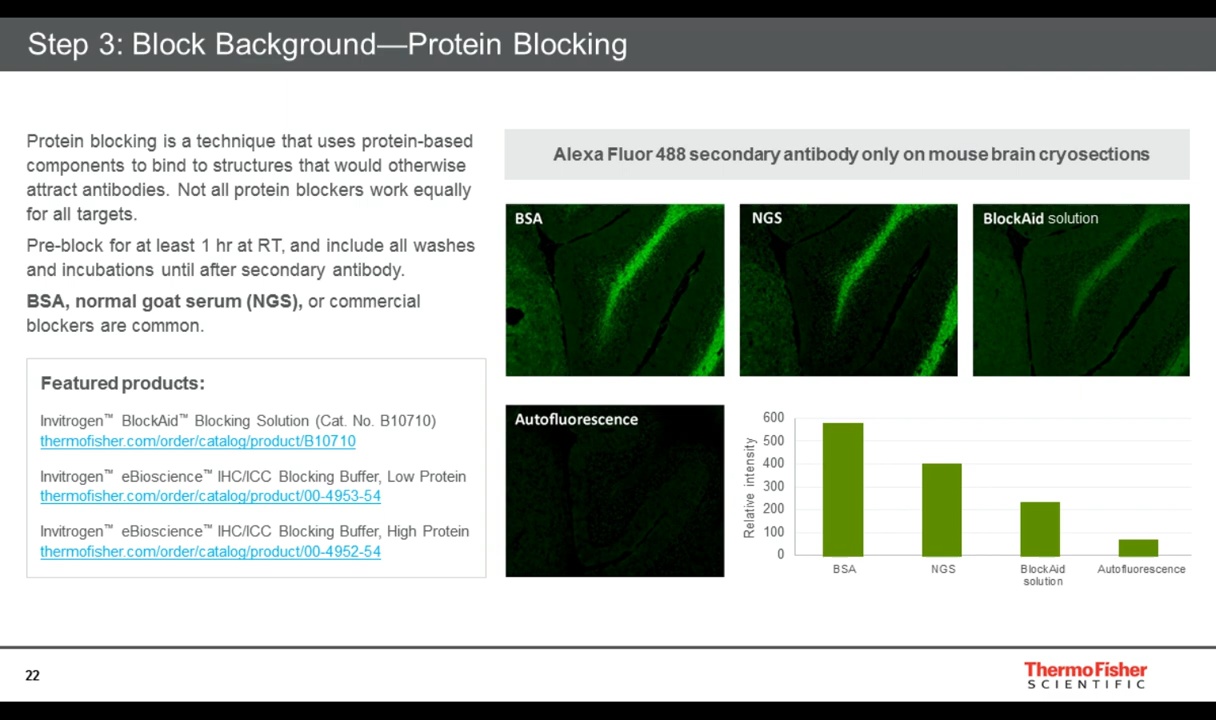 Step 3: Block Background—Protein Blocking
Protein blocking is a technique that uses protein-based
components to bind to structures that would otherwise
attract antibodies. Not all protein blockers work equally
for all targets.
Pre-block for at least 1 hr at RT, and include all washes
and incubations until after secondary antibody.
BSA, normal goat serum (NGS), or commercial
blockers are common.
Featured products:
Invitrogen™ BlockAid™ Blocking Solution (Cat. No. B10710)
thermofisher.com/order/catalog/product/B10710
Invitrogen™ eBioscience™ IHC/ICC Blocking Buffer, Low Protein
thermofisher.com/order/catalog/product/00-4953-54
Invitrogen™ eBioscience™ IHC/ICC Blocking Buffer, High Protein
thermofisher.com/order/catalog/product/00-4952-54
Alexa Fluor 488 secondary antibody only on mouse brain cryosections
BSA
NGS
BlockAid solution
Autofluorescence
Relative intensity
600
500
400
300
200
100
0
BSA
NGS
BlockAid
solution
Autofluorescence
22
ThermoFisher
SCIENTIFIC